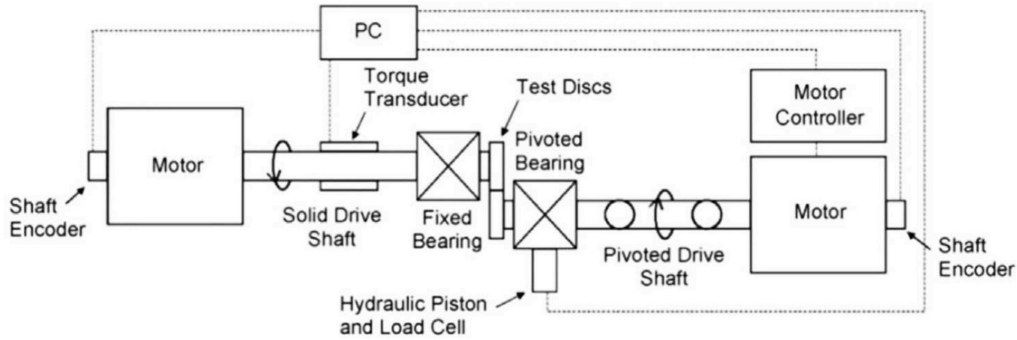 PC
Torque
Transducer
Test Discs
Motor
Controller
Pivoted
Bearing
Motor
Motor
Shaft
Encoder
Solid Drive
Shaft
Fixed
Bearing
Pivoted Drive
Shaft
Shaft
Encoder
Hydraulic Piston
and Load Cell